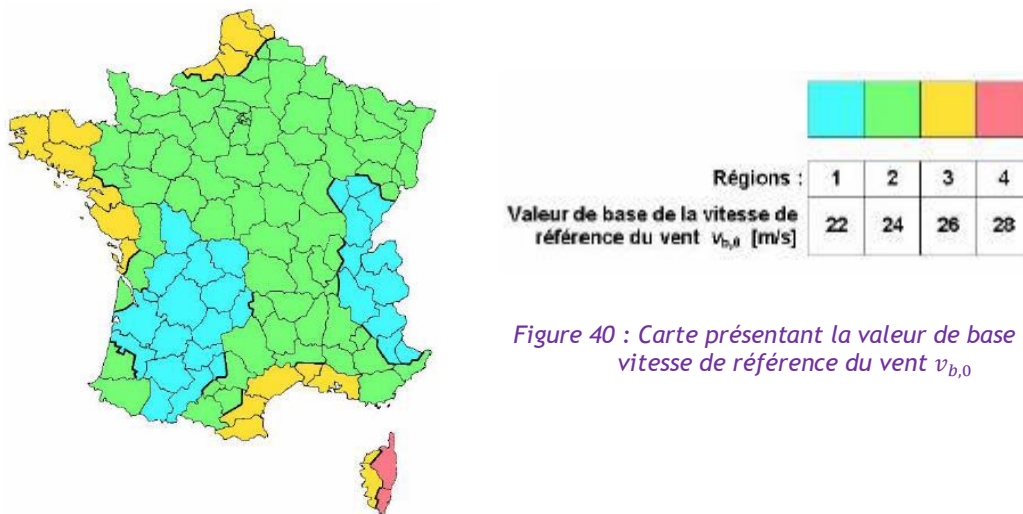 Régions : 1 2 3 4
Valeur de base de la vitesse de
référence du vent v_b,0 [m/s] 22 24 26 28
Figure 40 : Carte présentant la valeur de base
vitesse de référence du vent v_b,0